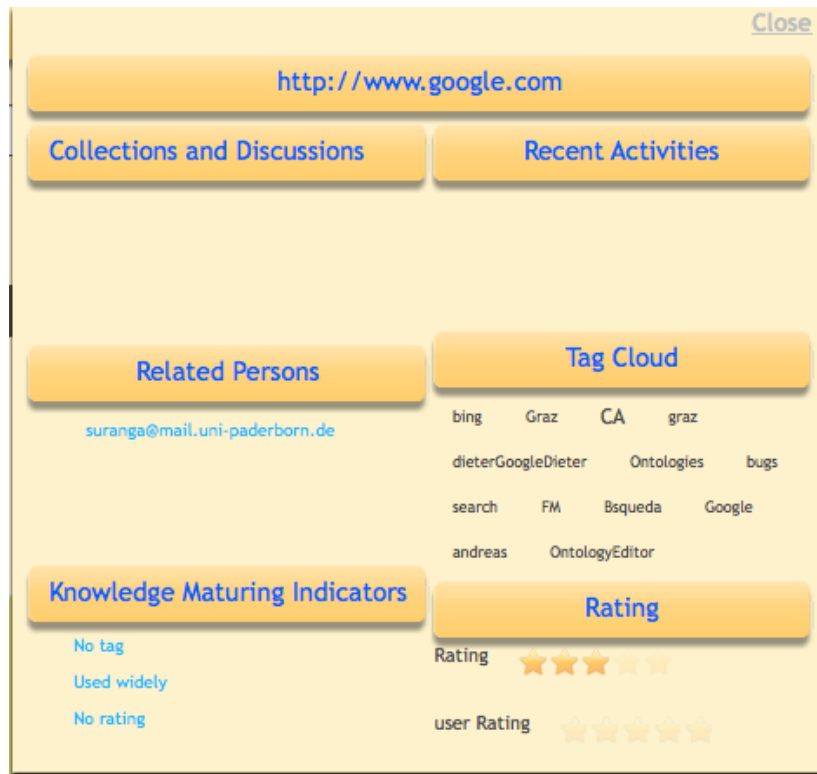 Close
http://www.google.com
Collections and Discussions
Recent Activities
Related Persons
suranga@mail.uni-paderborn.de
Tag Cloud
bing Graz CA graz
dieterGoogleDieter Ontologies bugs
search FM Bsqueda Google
andreas OntologyEditor
Knowledge Maturing Indicators
No tag
Used widely
No rating
Rating
Rating
user Rating